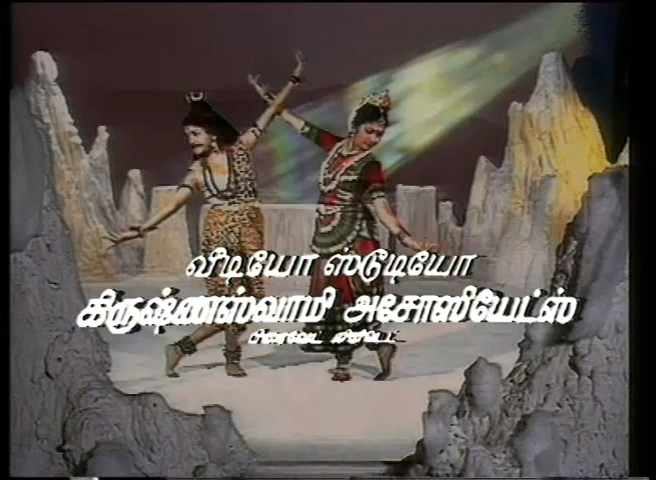 வீடியோ ஸ்டூடியோ
கிருஷ்ணஸ்வாமி அசோஸியேட்ஸ்
பிரைவேட் லிமிடெட்